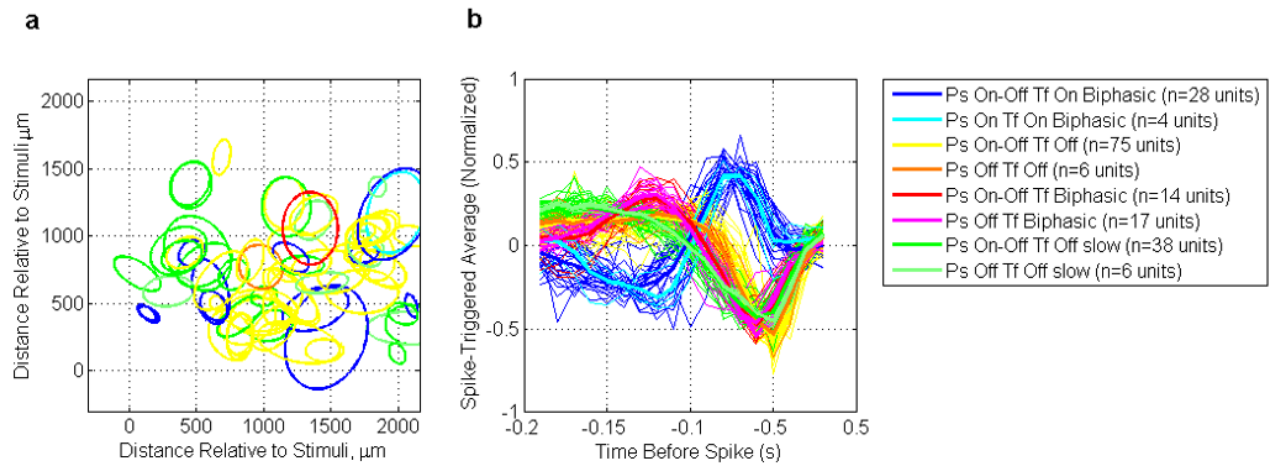 a
b
2000
1500
1000
500
0
Distance Relative to Stimuli, μm
0
500
1000
1500
2000
Distance Relative to Stimuli, μm
1
0.5
0
-0.5
-1
Spike-Triggered Average (Normalized)
-0.2
-0.1
-0.1
-0.5
0.5
Time Before Spike (s)
Ps On-Off Tf On Biphasic (n=28 units)
Ps On Tf On Biphasic (n=4 units)
Ps On-Off Tf Off (n=75 units)
Ps Off Tf Off (n=6 units)
Ps On-Off Tf Biphasic (n=14 units)
Ps Off Tf Biphasic (n=17 units)
Ps On-Off Tf Off slow (n=38 units)
Ps Off Tf Off slow (n=6 units)